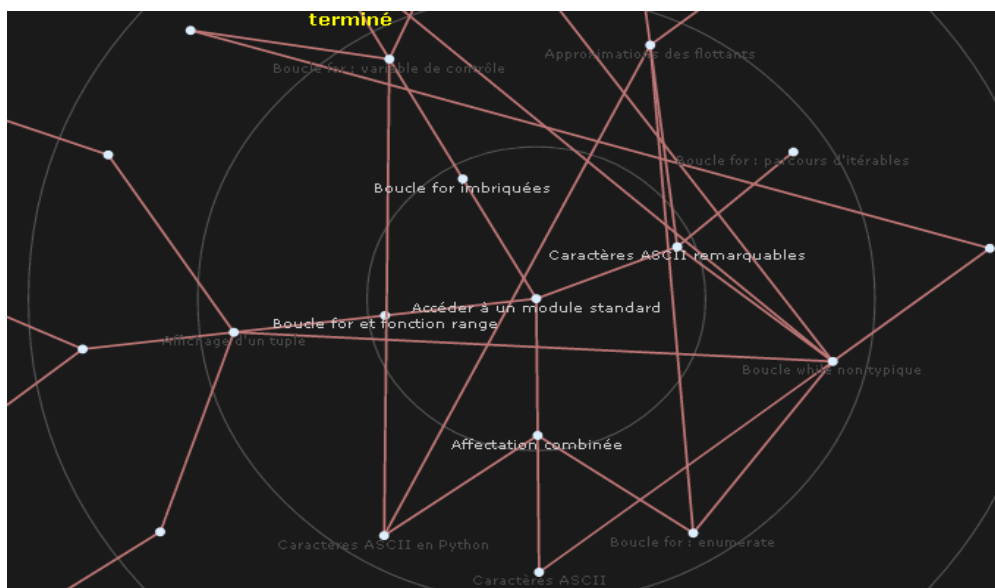 terminé
Approximations des flottants
Boucle for : variable de contrôle
Boucle for : parcours d'itérables
Boucle for imbriquées
Caractères ASCII remarquables
Accéder à un module standard
Boucle for et fonction range
Affichage d'un tuple
Boucle while non typique
Affectation combinée
Boucle for : enumerate
Caractères ASCII en Python
Caractères ASCII